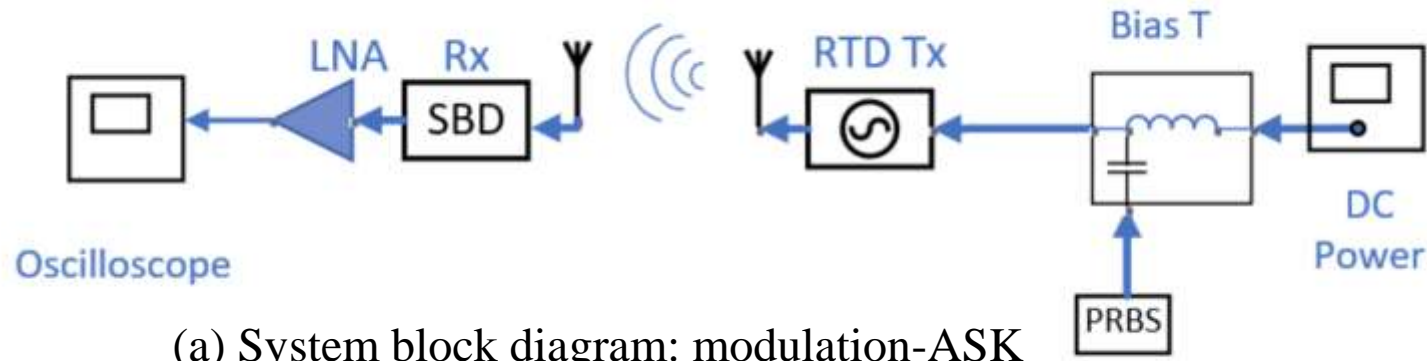 Bias T
LNA Rx RTD Tx
SBD
DC
Power
Oscilloscope
PRBS
(a) System block diagram: modulation-ASK